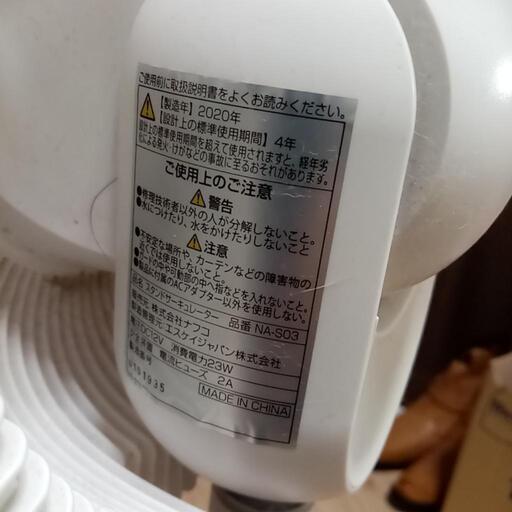 ご使用前に取扱説明書をよくお読みください。
【製造年】2020年
【設計上の標準使用期間】4年
設計上の標準使用期間を超えて使用されますと、経年劣
化による発火・けがなどの事故に至るおそれがあります。
ご使用上のご注意
警告
●修理技術者以外の人が分解しないこと。
●水につけたり、水をかけたりしないこと
注意
●不安定な場所や、カーテンなどの障害物の
近くでは使用しないこと。
●ガードの中や可動部の中へ指などを入れないこと。
●製品に付属のACアダプター以外を使用しない。
品名 スタンドサーキュレーター 品番 NA-S03
発売元 株式会社ナフコ
製造管理元:エスケイジャパン株式会社
DC12V 消費電力23W
電流ヒューズ 2A
MADE IN CHINA